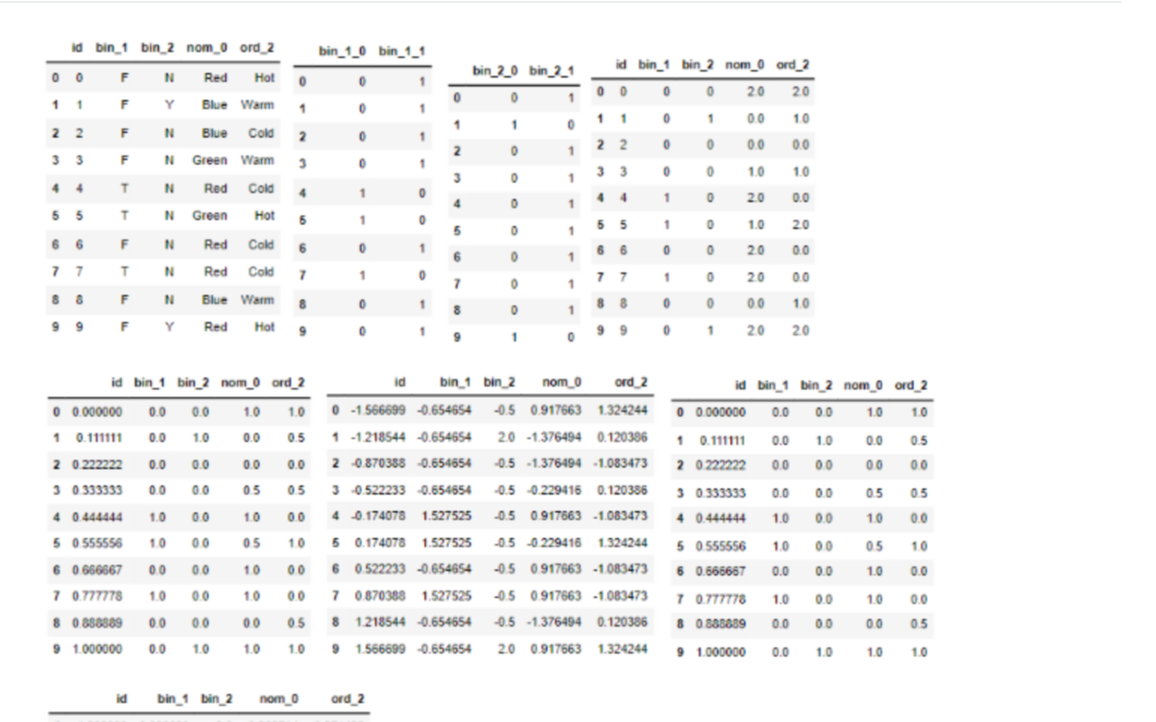 id bin_1 bin_2 nom_0 ord_2
0 0 F N Red Hot
1 1 F Y Blue Warm
2 2 F N Blue Cold
3 3 F N Green Warm
4 4 T N Red Cold
5 5 T N Green Hot
6 6 F N Red Cold
7 7 T N Red Cold
8 8 F N Blue Warm
9 9 F Y Red Hot
bin_1_0 bin_1_1
0 0 1
1 0 1
2 0 1
3 0 1
4 1 0
5 1 0
6 0 1
7 1 0
8 0 1
9 0 1
bin_2_0 bin_2_1
0 0 1
1 1 0
2 0 1
3 0 1
4 0 1
5 0 1
6 0 1
7 0 1
8 0 1
9 1 0
id bin_1 bin_2 nom_0 ord_2
0 0 0 0 2.0 2.0
1 1 0 1 0.0 1.0
2 2 0 0 0.0 0.0
3 3 0 0 1.0 1.0
4 4 1 0 2.0 0.0
5 5 1 0 1.0 2.0
6 6 0 0 2.0 0.0
7 7 1 0 2.0 0.0
8 8 0 0 0.0 1.0
9 9 0 1 2.0 2.0
id bin_1 bin_2 nom_0 ord_2
0 0.000000 0.0 0.0 1.0 1.0
1 0.111111 0.0 1.0 0.0 0.5
2 0.222222 0.0 0.0 0.0 0.0
3 0.333333 0.0 0.0 0.5 0.5
4 0.444444 1.0 0.0 1.0 0.0
5 0.555556 1.0 0.0 0.5 1.0
6 0.666667 0.0 0.0 1.0 0.0
7 0.777778 1.0 0.0 1.0 0.0
8 0.888889 0.0 0.0 0.0 0.5
9 1.000000 0.0 1.0 1.0 1.0
id bin_1 bin_2 nom_0 ord_2
0 -1.566699 -0.654654 -0.5 0.917663 1.324244
1 -1.218544 -0.654654 2.0 -1.376494 0.120386
2 -0.870388 -0.654654 -0.5 -1.376494 -1.083473
3 -0.522233 -0.654654 -0.5 -0.229416 0.120386
4 -0.174078 1.527525 -0.5 0.917663 -1.083473
5 0.174078 1.527525 -0.5 -0.229416 1.324244
6 0.522233 -0.654654 -0.5 0.917663 -1.083473
7 0.870388 1.527525 -0.5 0.917663 -1.083473
8 1.218544 -0.654654 -0.5 -1.376494 0.120386
9 1.566699 -0.654654 2.0 0.917663 1.324244
id bin_1 bin_2 nom_0 ord_2
0 0.000000 0.0 0.0 1.0 1.0
1 0.111111 0.0 1.0 0.0 0.5
2 0.222222 0.0 0.0 0.0 0.0
3 0.333333 0.0 0.0 0.5 0.5
4 0.444444 1.0 0.0 1.0 0.0
5 0.555556 1.0 0.0 0.5 1.0
6 0.666667 0.0 0.0 1.0 0.0
7 0.777778 1.0 0.0 1.0 0.0
8 0.888889 0.0 0.0 0.0 0.5
9 1.000000 0.0 1.0 1.0 1.0
id bin_1 bin_2 nom_0 ord_2